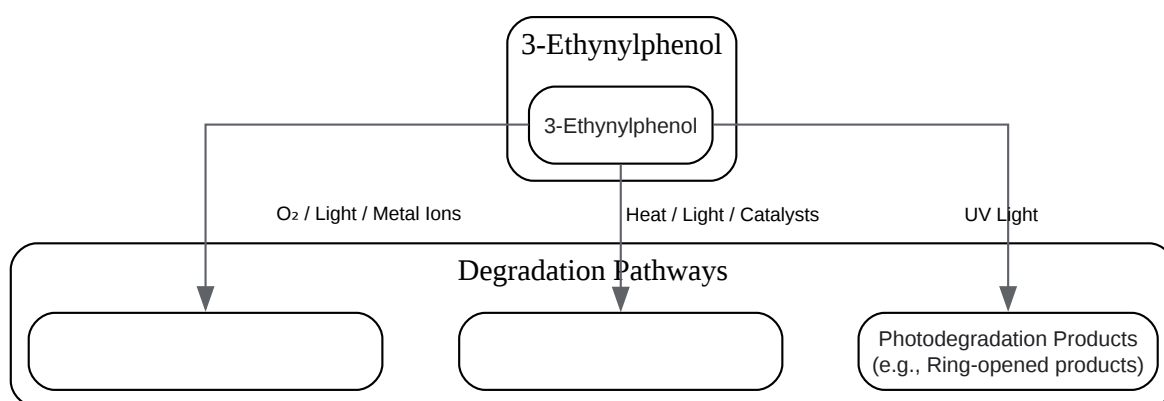 3-Ethynylphenol
3-Ethynylphenol
O₂ / Light / Metal Ions
Heat / Light / Catalysts
UV Light
Degradation Pathways
Photodegradation Products
(e.g., Ring-opened products)